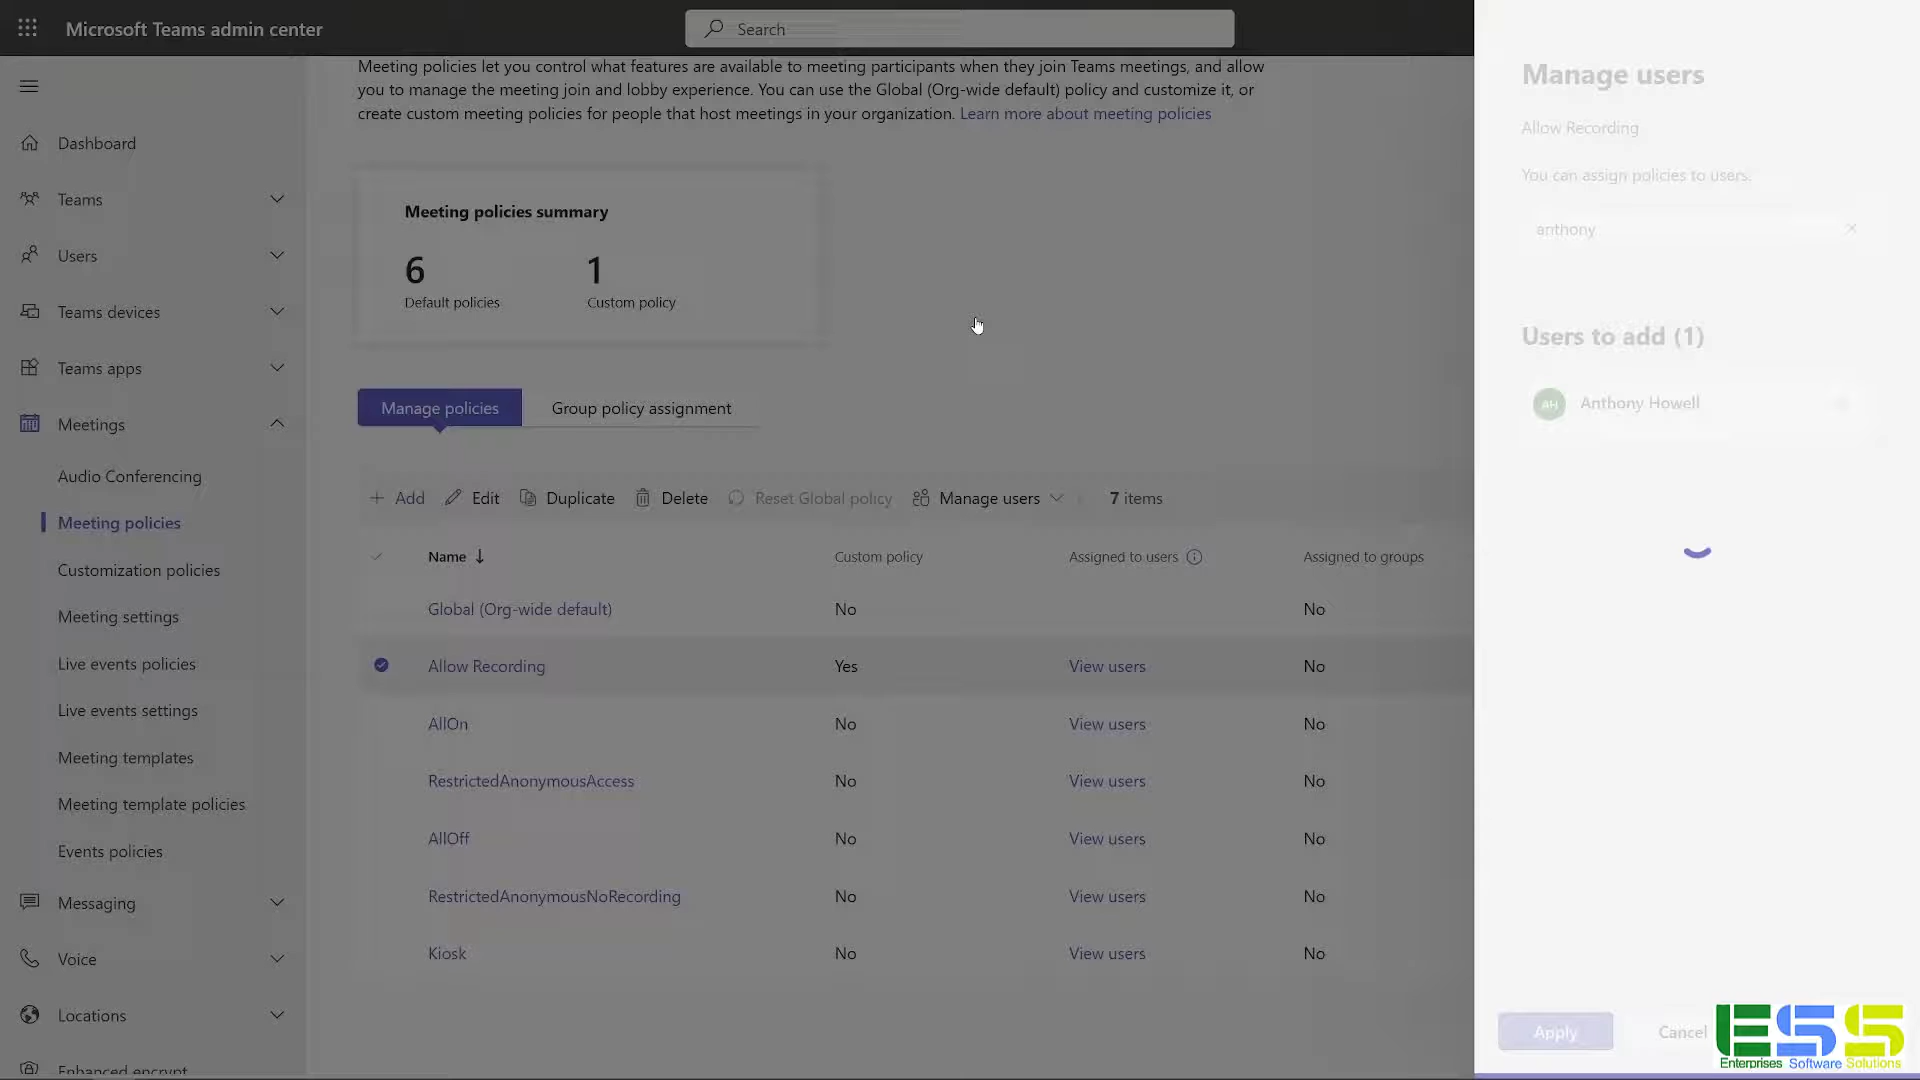 Microsoft Teams admin center
Search
Meeting policies let you control what features are available to meeting participants when they join Teams meetings, and allow
you to manage the meeting join and lobby experience. You can use the Global (Org-wide default) policy and customize it, or
create custom meeting policies for people that host meetings in your organization. Learn more about meeting policies
Dashboard
Teams
Users
Teams devices
Teams apps
Meetings
Audio Conferencing
Meeting policies
Customization policies
Meeting settings
Live events policies
Live events settings
Meeting templates
Meeting template policies
Events policies
Messaging
Voice
Locations
Enhanced encrypt
Meeting policies summary
6 1
Default policies Custom policy
Manage policies Group policy assignment
Add Edit Duplicate Delete Reset Global policy Manage users 7 items
Name Custom policy Assigned to users Assigned to groups
Global (Org-wide default) No No
Allow Recording Yes View users No
AllOn No View users No
RestrictedAnonymousAccess No View users No
AllOff No View users No
RestrictedAnonymousNoRecording No View users No
Kiosk No View users No
Manage users
Allow Recording
You can assign policies to users.
anthony
Users to add (1)
AH Anthony Howell
Apply Cancel
ESS
Enterprises Software Solutions